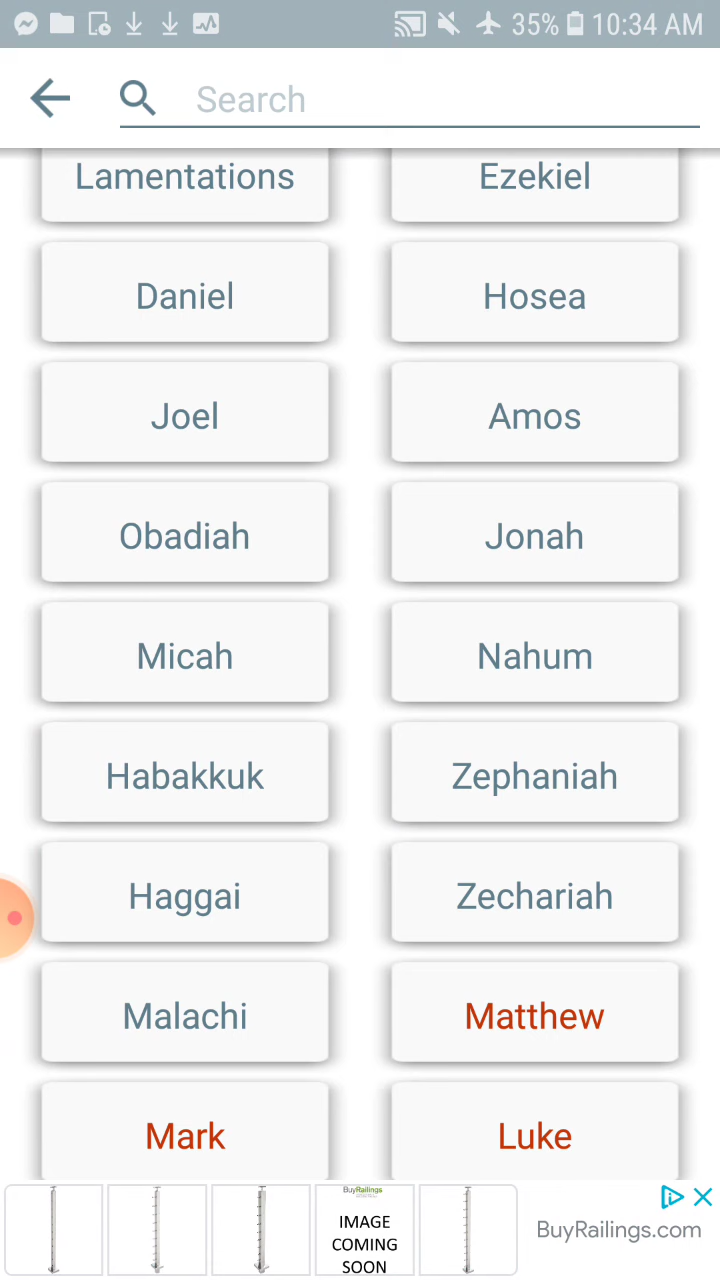 35% 10:34 AM
Search
Lamentations Ezekiel
Daniel Hosea
Joel Amos
Obadiah Jonah
Micah Nahum
Habakkuk Zephaniah
Haggai Zechariah
Malachi Matthew
Mark Luke
BuyRailings
IMAGE
COMING
SOON
BuyRailings.com